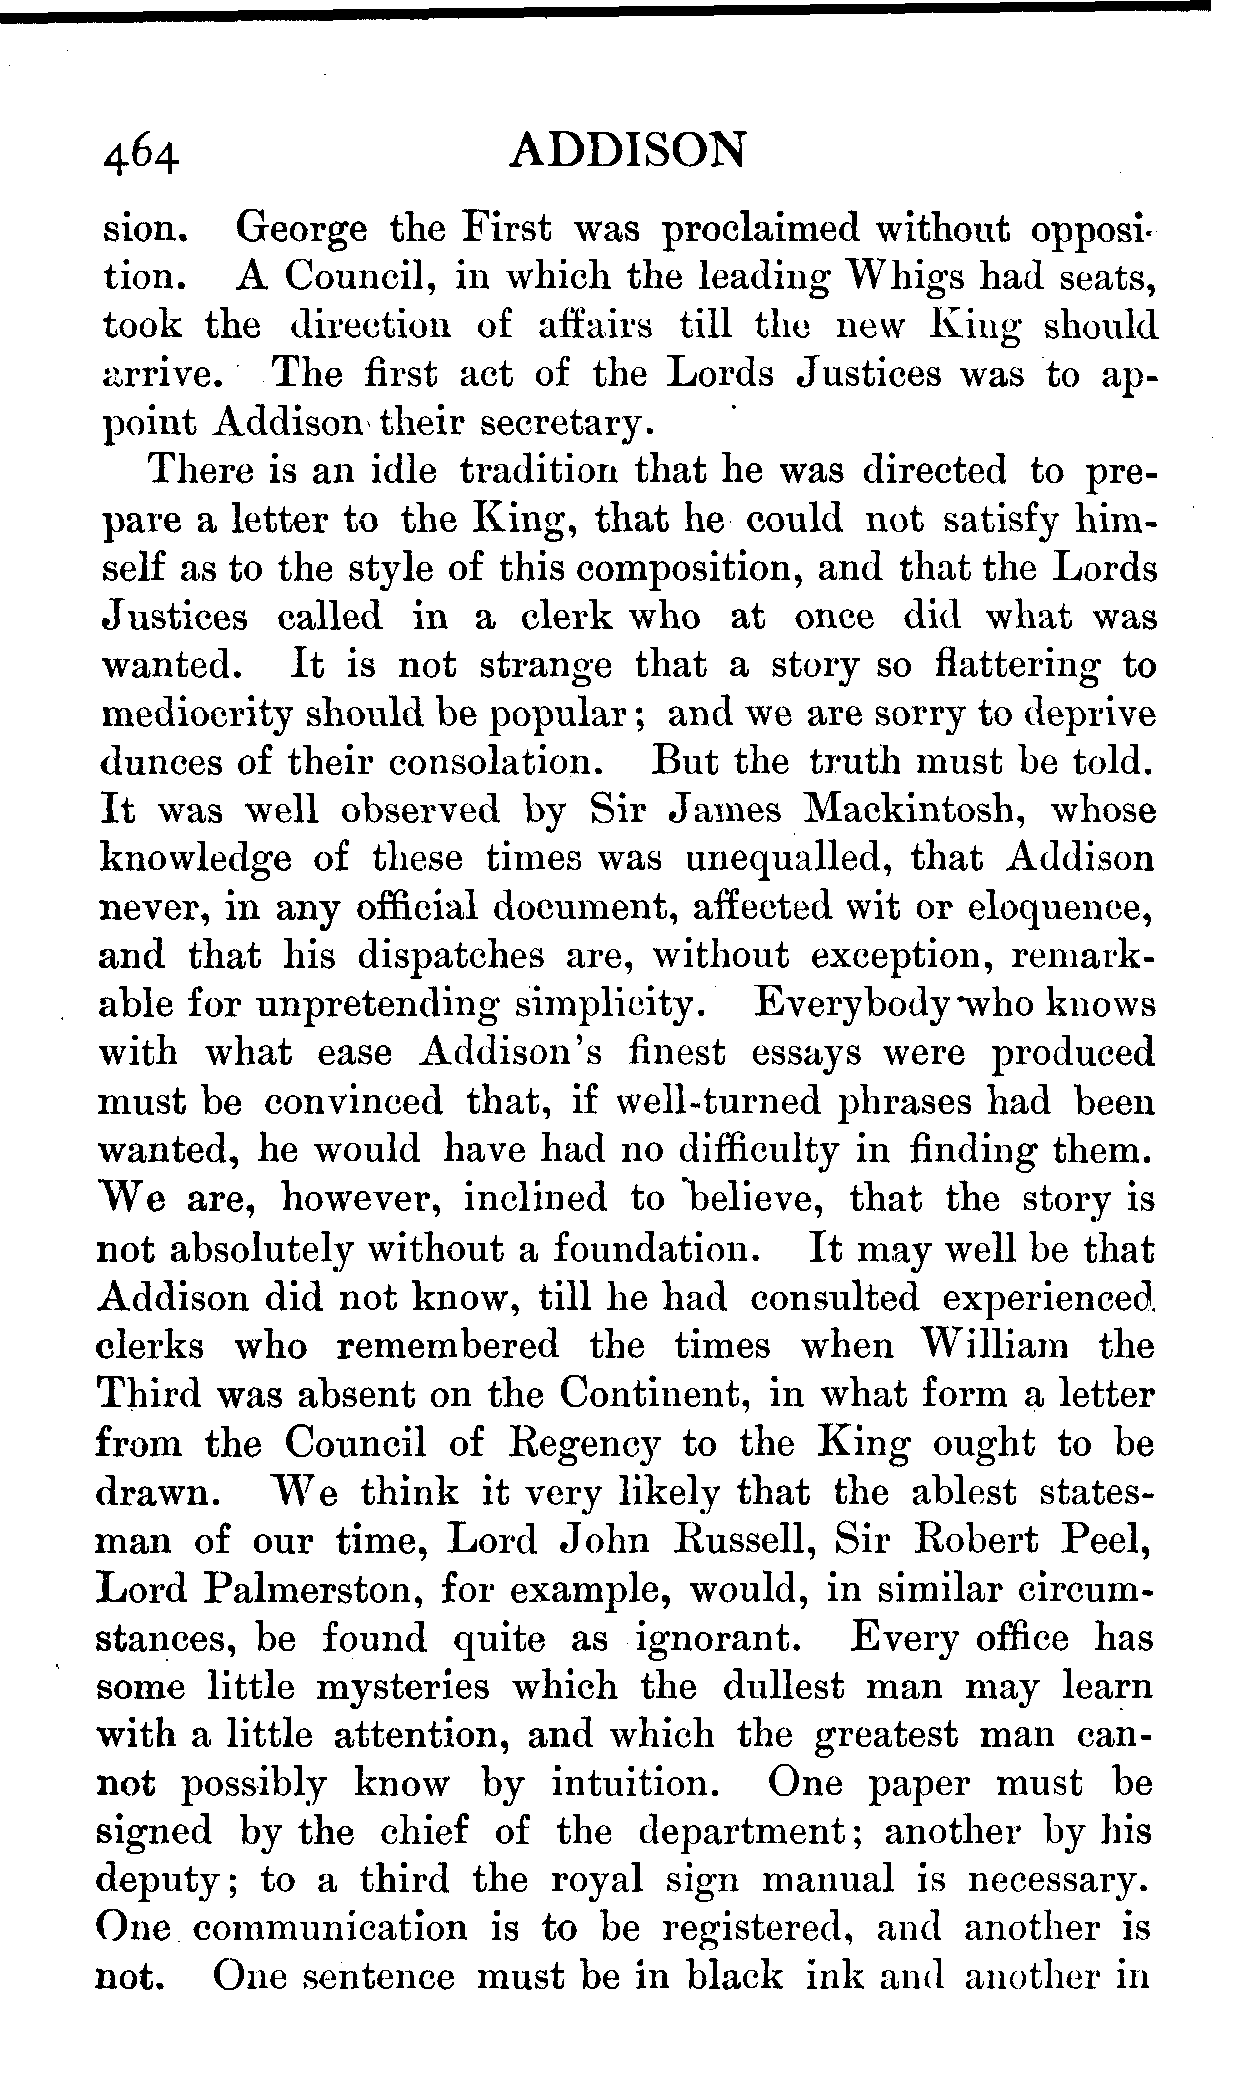 464 ADDISON
sion. George the First was proclaimed without opposi-
tion. A Council, in which the leading Whigs had seats,
took the direction of affairs till the new King should
arrive. The first act of the Lords Justices was to ap-
point Addison their secretary.
There is an idle tradition that he was directed to pre-
pare a letter to the King, that he could not satisfy him-
self as to the style of this composition, and that the Lords
Justices called in a clerk who at once did what was
wanted. It is not strange that a story so flattering to
mediocrity should be popular; and we are sorry to deprive
dunces of their consolation. But the truth must be told.
It was well observed by Sir James Mackintosh, whose
knowledge of these times was unequalled, that Addison
never, in any official document, affected wit or eloquence,
and that his dispatches are, without exception, remark-
able for unpretending simplicity. Everybody who knows
with what ease Addison's finest essays were produced
must be convinced that, if well-turned phrases had been
wanted, he would have had no difficulty in finding them.
We are, however, inclined to believe, that the story is
not absolutely without a foundation. It may well be that
Addison did not know, till he had consulted experienced
clerks who remembered the times when William the
Third was absent on the Continent, in what form a letter
from the Council of Regency to the King ought to be
drawn. We think it very likely that the ablest states-
man of our time, Lord John Russell, Sir Robert Peel,
Lord Palmerston, for example, would, in similar circum-
stances, be found quite as ignorant. Every office has
some little mysteries which the dullest man may learn
with a little attention, and which the greatest man can-
not possibly know by intuition. One paper must be
signed by the chief of the department; another by his
deputy; to a third the royal sign manual is necessary.
One communication is to be registered, and another is
not. One sentence must be in black ink and another in